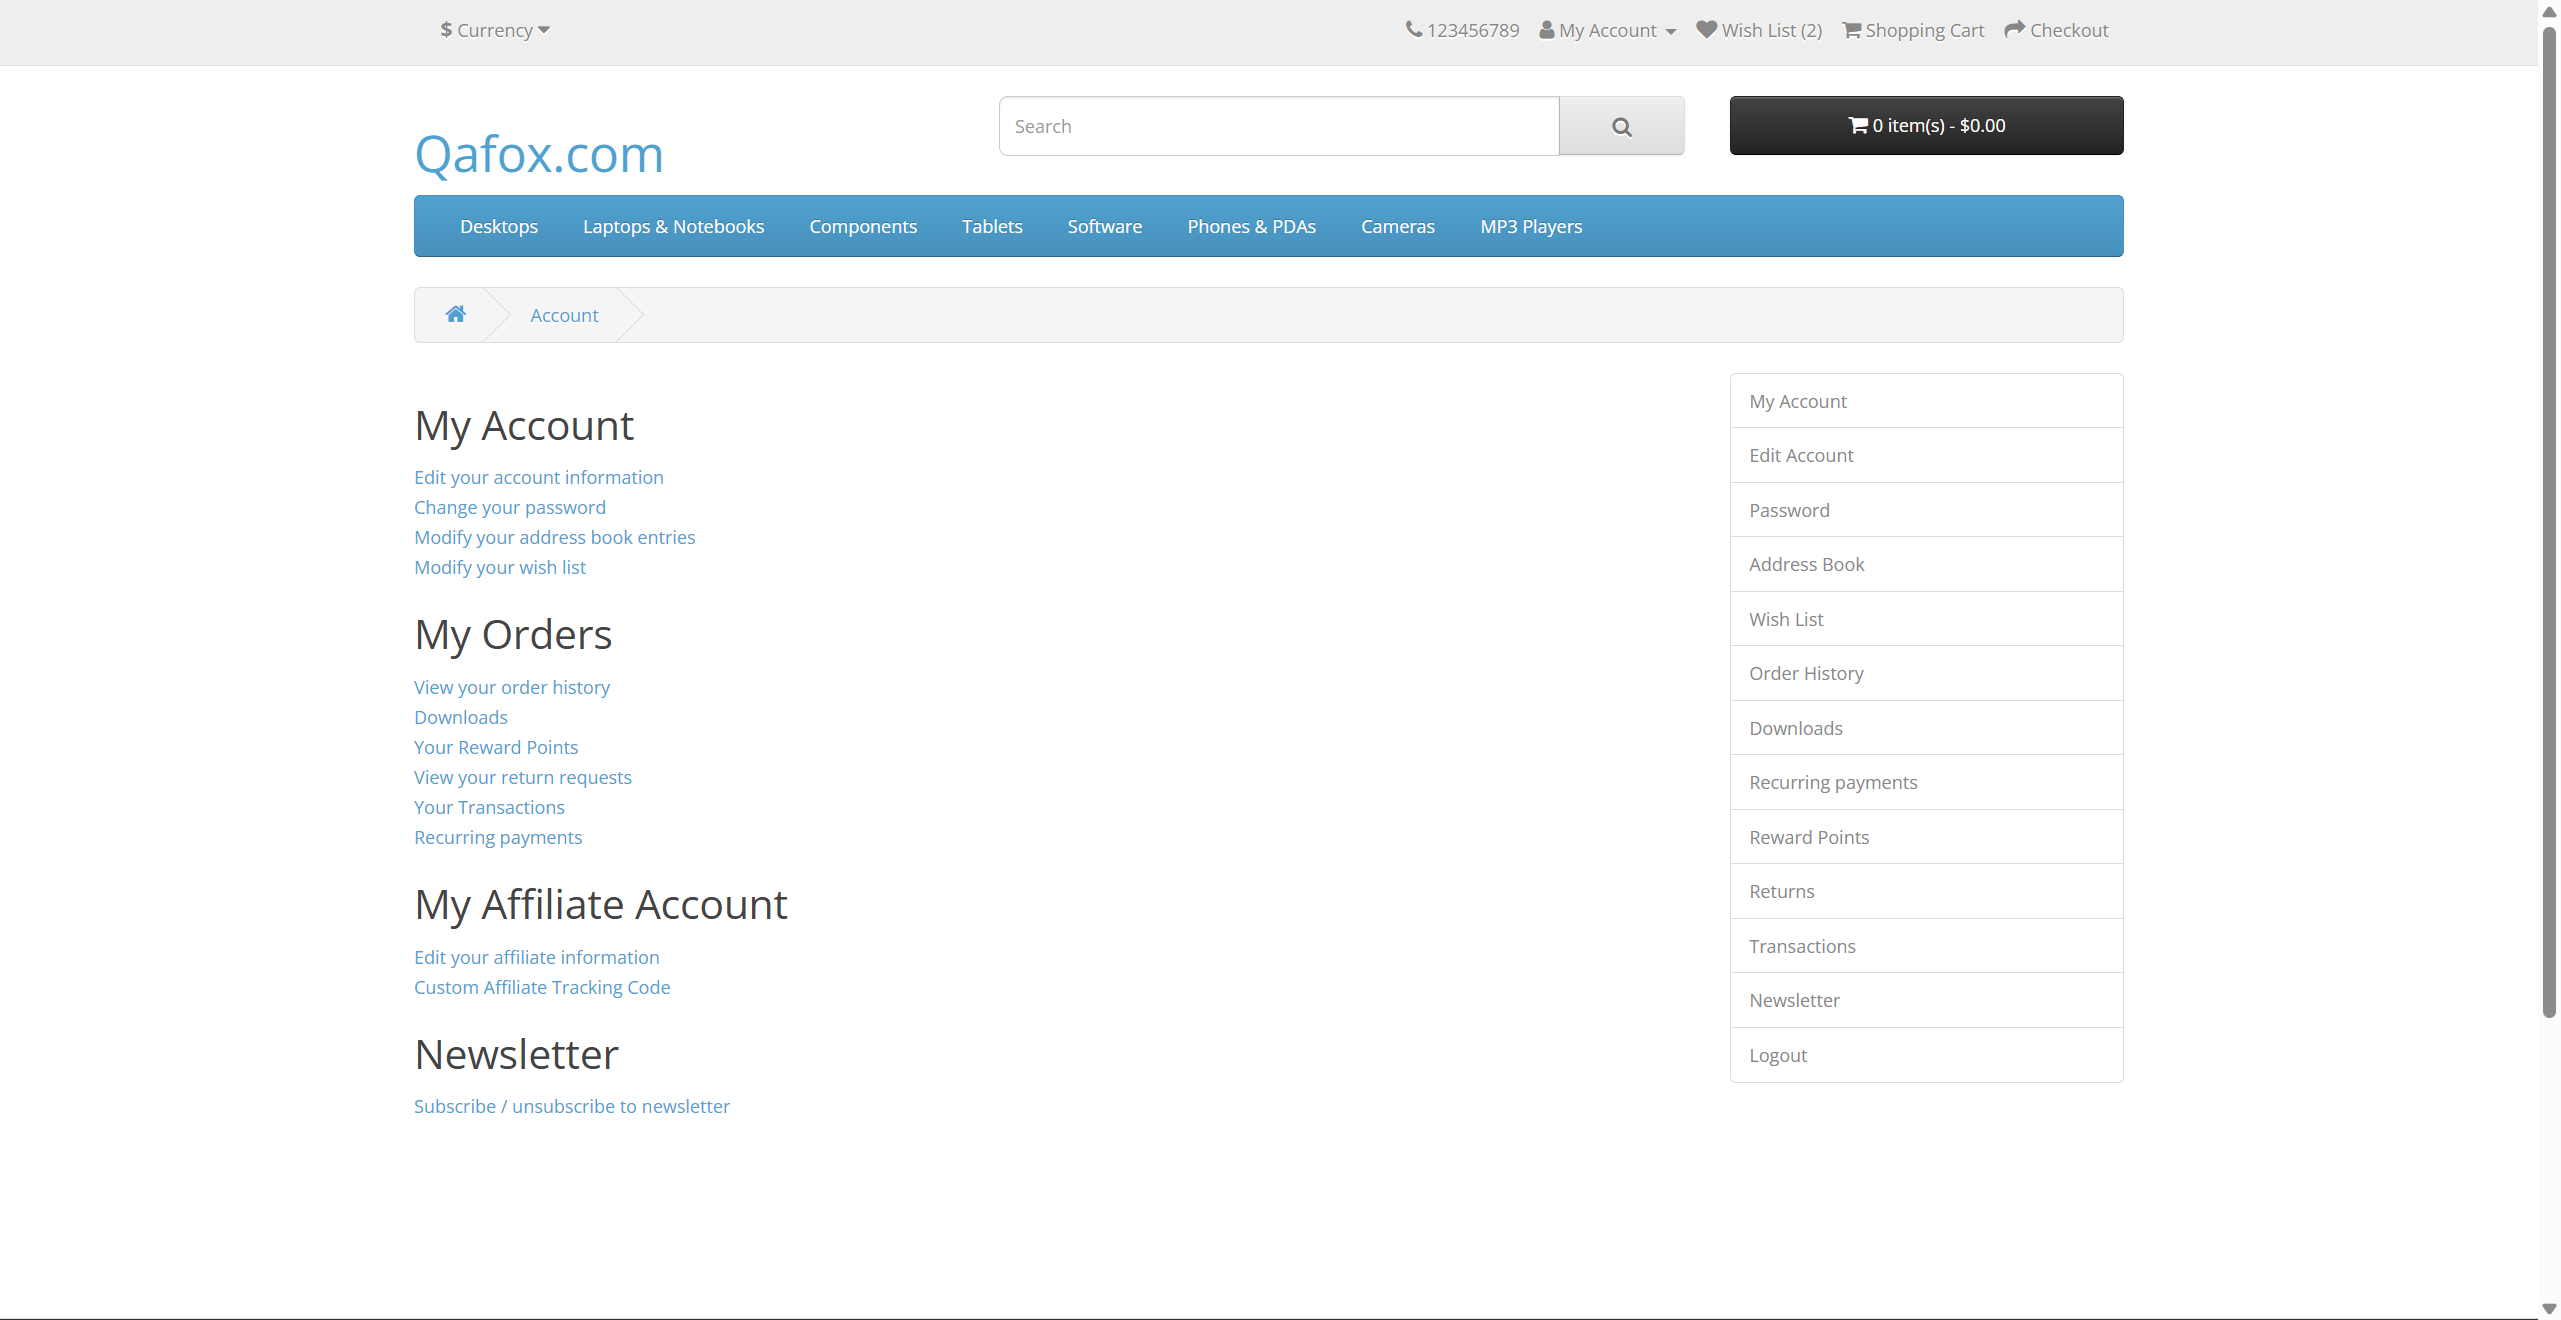 $ Currency
123456789 My Account Wish List (2) Shopping Cart Checkout
Qafox.com
Search
0 item(s) - $0.00
Desktops Laptops & Notebooks Components Tablets Software Phones & PDAs Cameras MP3 Players
Account
My Account
Edit your account information
Change your password
Modify your address book entries
Modify your wish list
My Orders
View your order history
Downloads
Your Reward Points
View your return requests
Your Transactions
Recurring payments
My Affiliate Account
Edit your affiliate information
Custom Affiliate Tracking Code
Newsletter
Subscribe / unsubscribe to newsletter
My Account
Edit Account
Password
Address Book
Wish List
Order History
Downloads
Recurring payments
Reward Points
Returns
Transactions
Newsletter
Logout